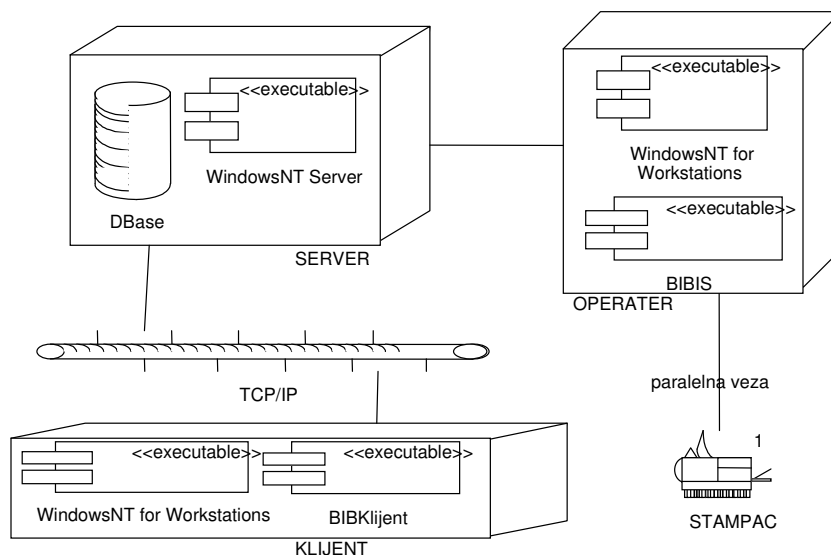 <<executable>>
WindowsNT Server
DBase
SERVER
<<executable>>
WindowsNT for
Workstations
<<executable>>
BIBIS
OPERATER
TCP/IP
paralelna veza
1
STAMPAC
<<executable>>
WindowsNT for Workstations
<<executable>>
BIBKlijent
KLIJENT